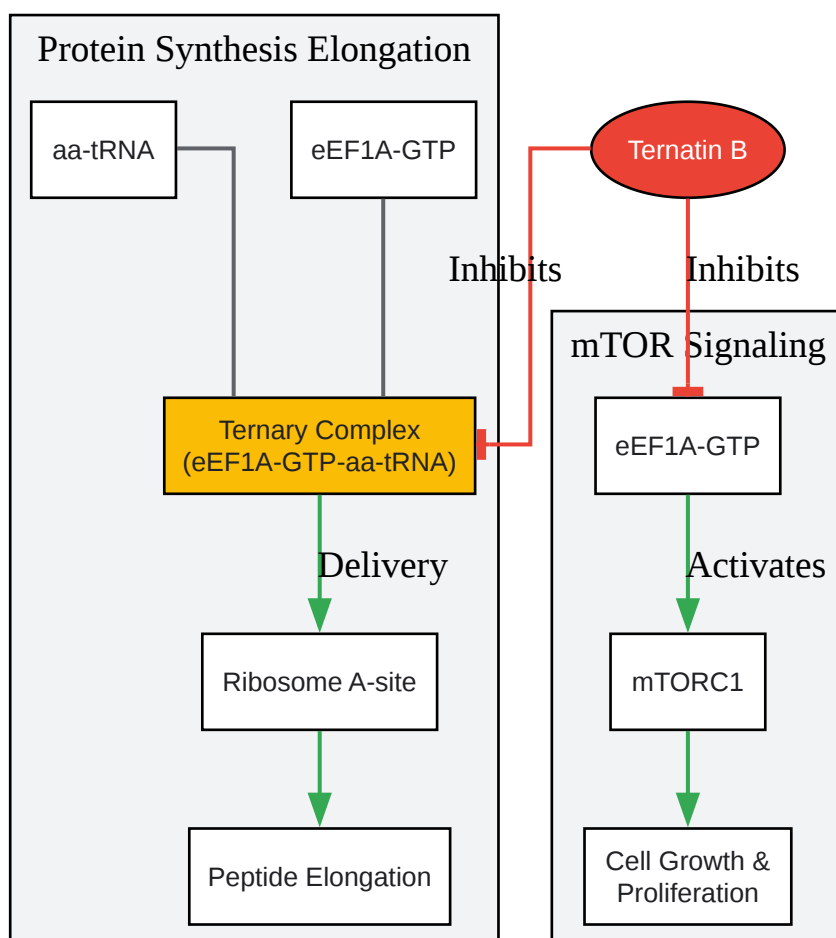 Protein Synthesis Elongation
aa-tRNA
eEF1A-GTP
Ternatin B
Inhibits
Inhibits
mTOR Signaling
Ternary Complex
(eEF1A-GTP-aa-tRNA)
eEF1A-GTP
Delivery
Activates
Ribosome A-site
mTORC1
Peptide Elongation
Cell Growth &
Proliferation